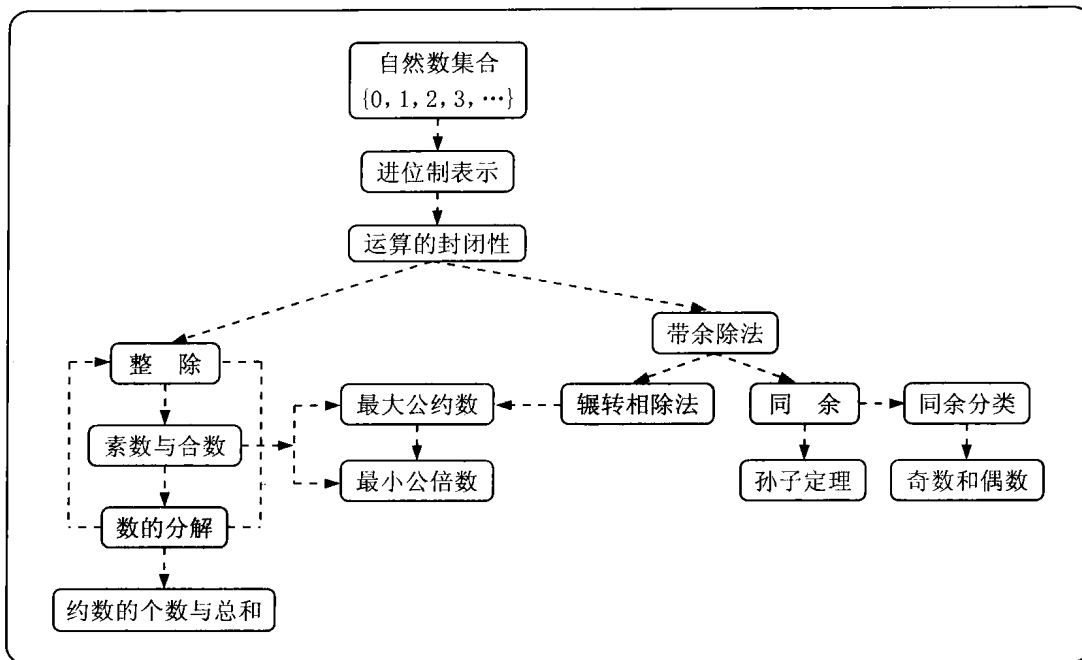 自然数集合
{0,1,2,3,…}
进位制表示
运算的封闭性
带余除法
整 除
最大公约数
辗转相除法
同 余
同余分类
素数与合数
最小公倍数
孙子定理
奇数和偶数
数的分解
约数的个数与总和